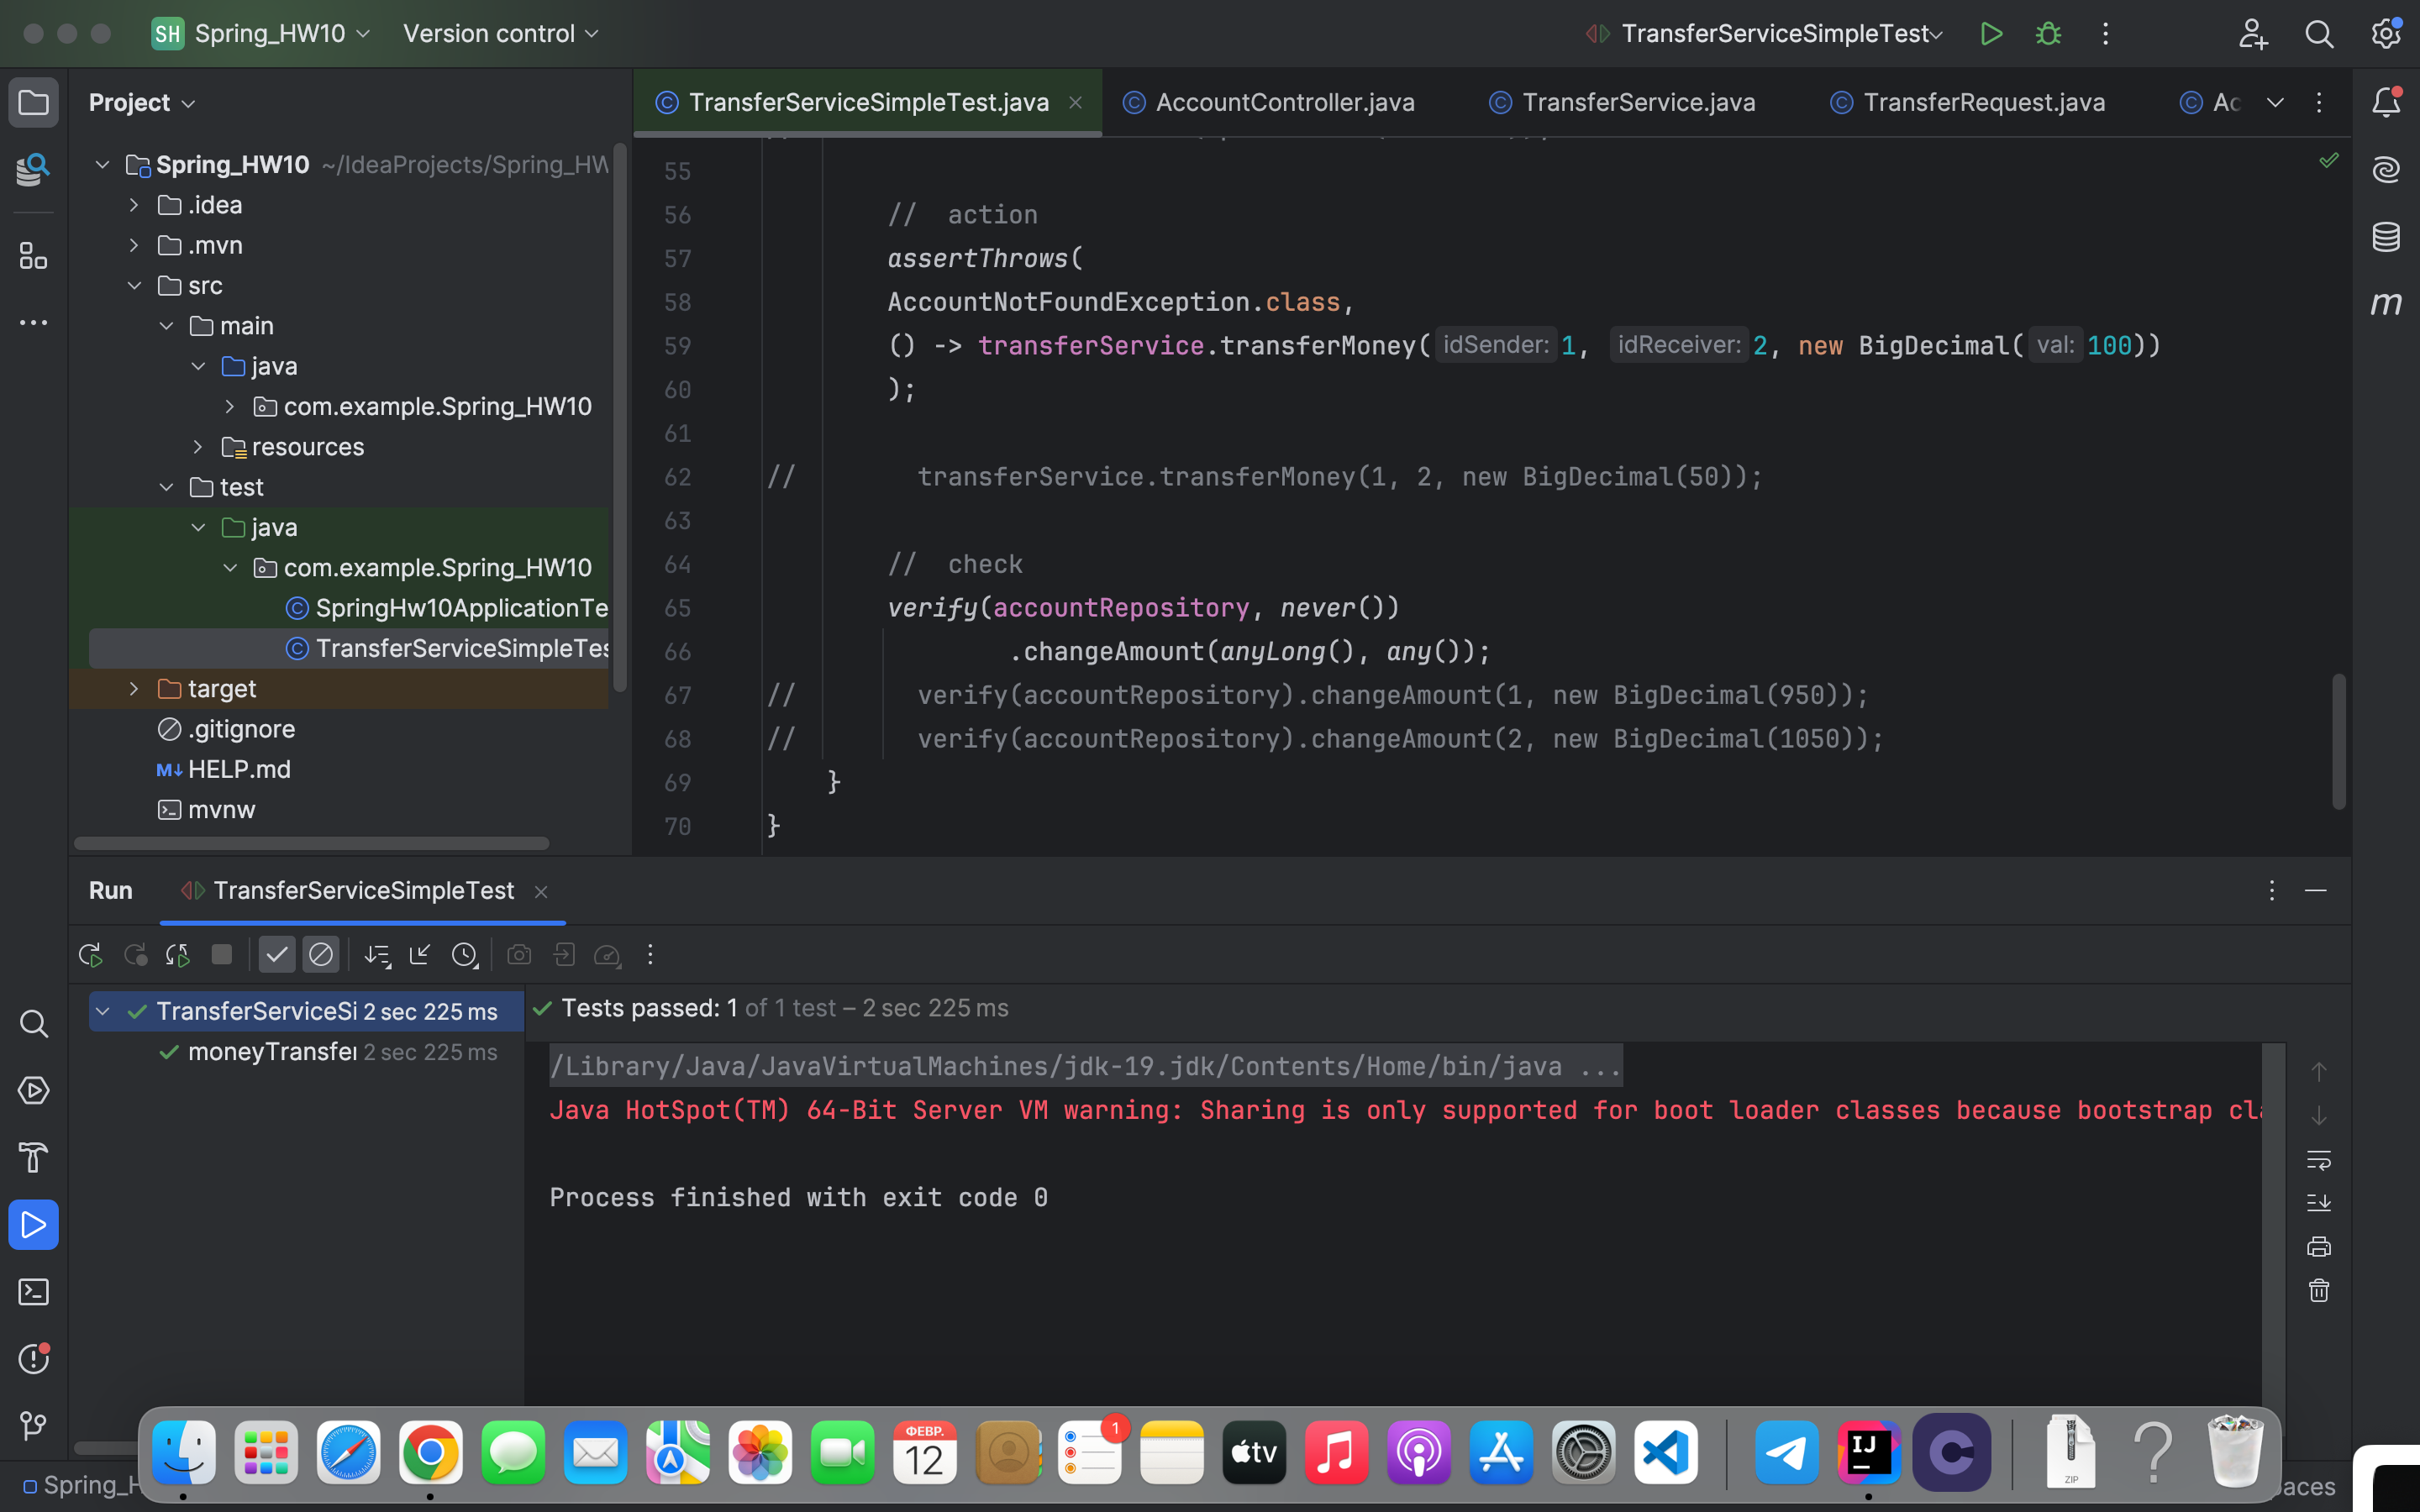 SH Spring_HW10 Version control TransferServiceSimpleTest
Project
TransferServiceSimpleTest.java AccountController.java TransferService.java TransferRequest.java Ac
Spring_HW10 ~/IdeaProjects/Spring_HW
.idea
.mvn
src
main
java
com.example.Spring_HW10
resources
test
java
com.example.Spring_HW10
SpringHw10ApplicationTe
TransferServiceSimpleTes
target
.gitignore
M↓ HELP.md
mvnw
55
56 // action
57 assertThrows(
58 AccountNotFoundException.class,
59 () -> transferService.transferMoney( idSender: 1, idReceiver: 2, new BigDecimal( val: 100))
60 );
61
62 // transferService.transferMoney(1, 2, new BigDecimal(50));
63
64 // check
65 verify(accountRepository, never())
66 .changeAmount(anyLong(), any());
67 // verify(accountRepository).changeAmount(1, new BigDecimal(950));
68 // verify(accountRepository).changeAmount(2, new BigDecimal(1050));
69 }
70 }
m
Run TransferServiceSimpleTest
TransferServiceSi 2 sec 225 ms
moneyTransfer 2 sec 225 ms
Tests passed: 1 of 1 test – 2 sec 225 ms
/Library/Java/JavaVirtualMachines/jdk-19.jdk/Contents/Home/bin/java ...
Java HotSpot(TM) 64-Bit Server VM warning: Sharing is only supported for boot loader classes because bootstrap cla
Process finished with exit code 0
ФЕВР.
12
1
tv
IJ
ZIP
Spring_H
paces